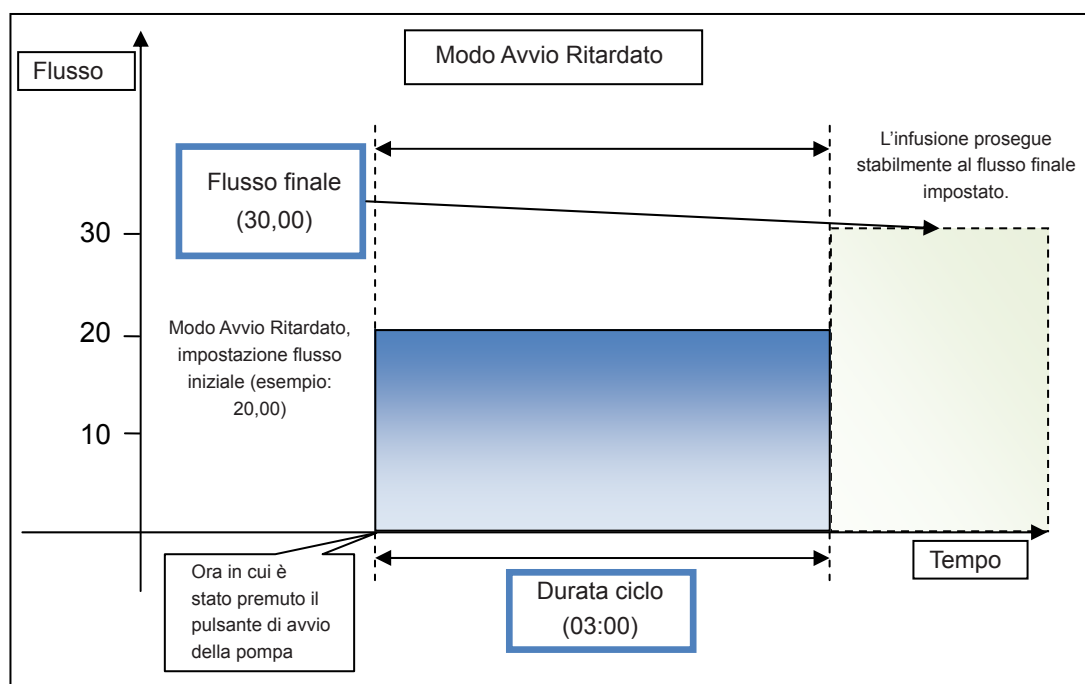 Modo Avvio Ritardato
Flusso
L'infusione prosegue
stabilmente al flusso finale
impostato.
Flusso finale
(30,00)
30
20
10
Modo Avvio Ritardato,
impostazione flusso
iniziale (esempio:
20,00)
Tempo
Ora in cui è
stato premuto il
pulsante di avvio
della pompa
Durata ciclo
(03:00)